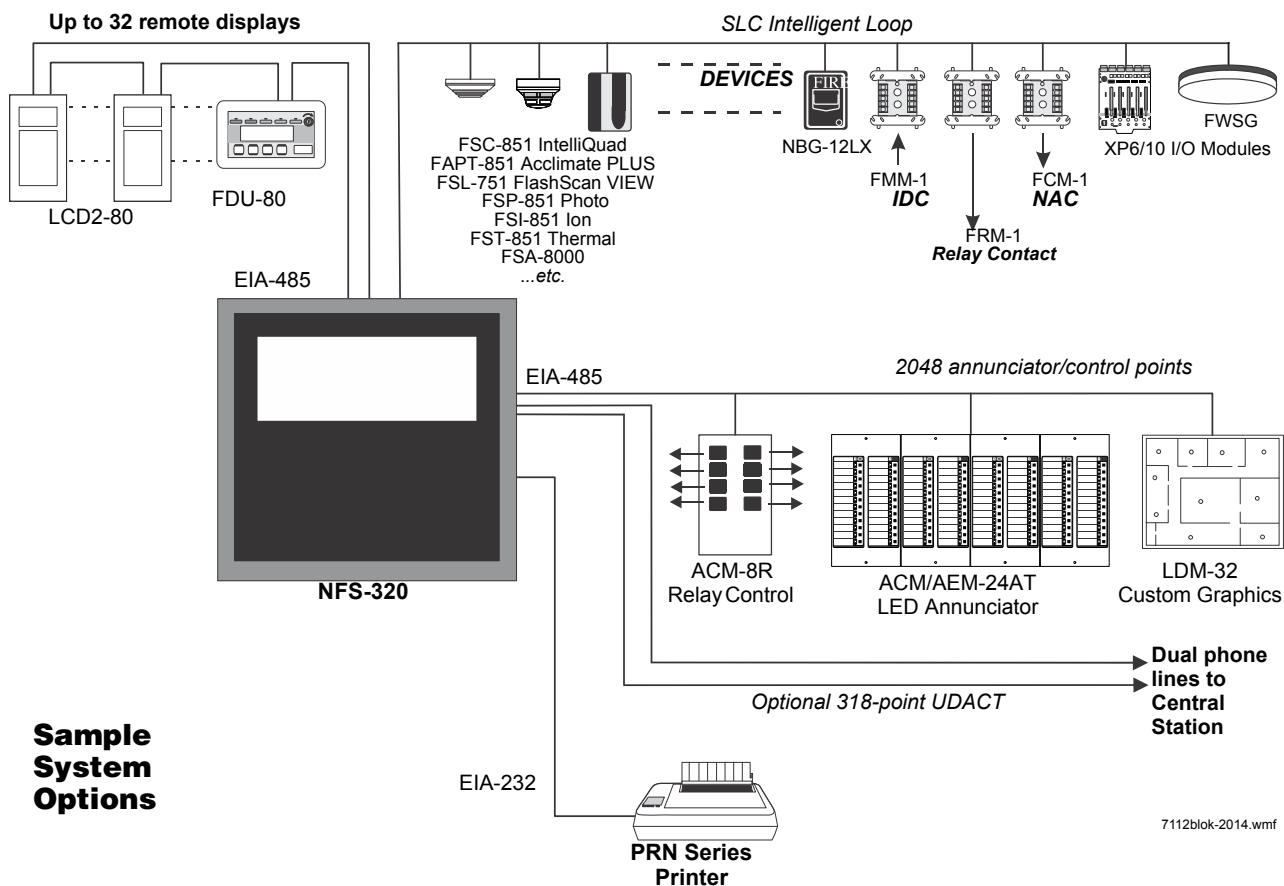 Up to 32 remote displays
SLC Intelligent Loop
DEVICES
FIRE
NBG-12LX
FWSG
XP6/10 I/O Modules
FSC-851 IntelliQuad
FAPT-851 Acclimate PLUS
FSL-751 FlashScan VIEW
FSP-851 Photo
FSI-851 Ion
FST-851 Thermal
FSA-8000
...etc.
FMM-1
IDC
FCM-1
NAC
FRM-1
Relay Contact
FDU-80
LCD2-80
EIA-485
EIA-485
2048 annunciator/control points
NFS-320
ACM-8R
Relay Control
ACM/AEM-24AT
LED Annunciator
LDM-32
Custom Graphics
Dual phone
lines to
Central
Station
Optional 318-point UDACT
Sample
System
Options
EIA-232
PRN Series
Printer
7112blok-2014.wmf